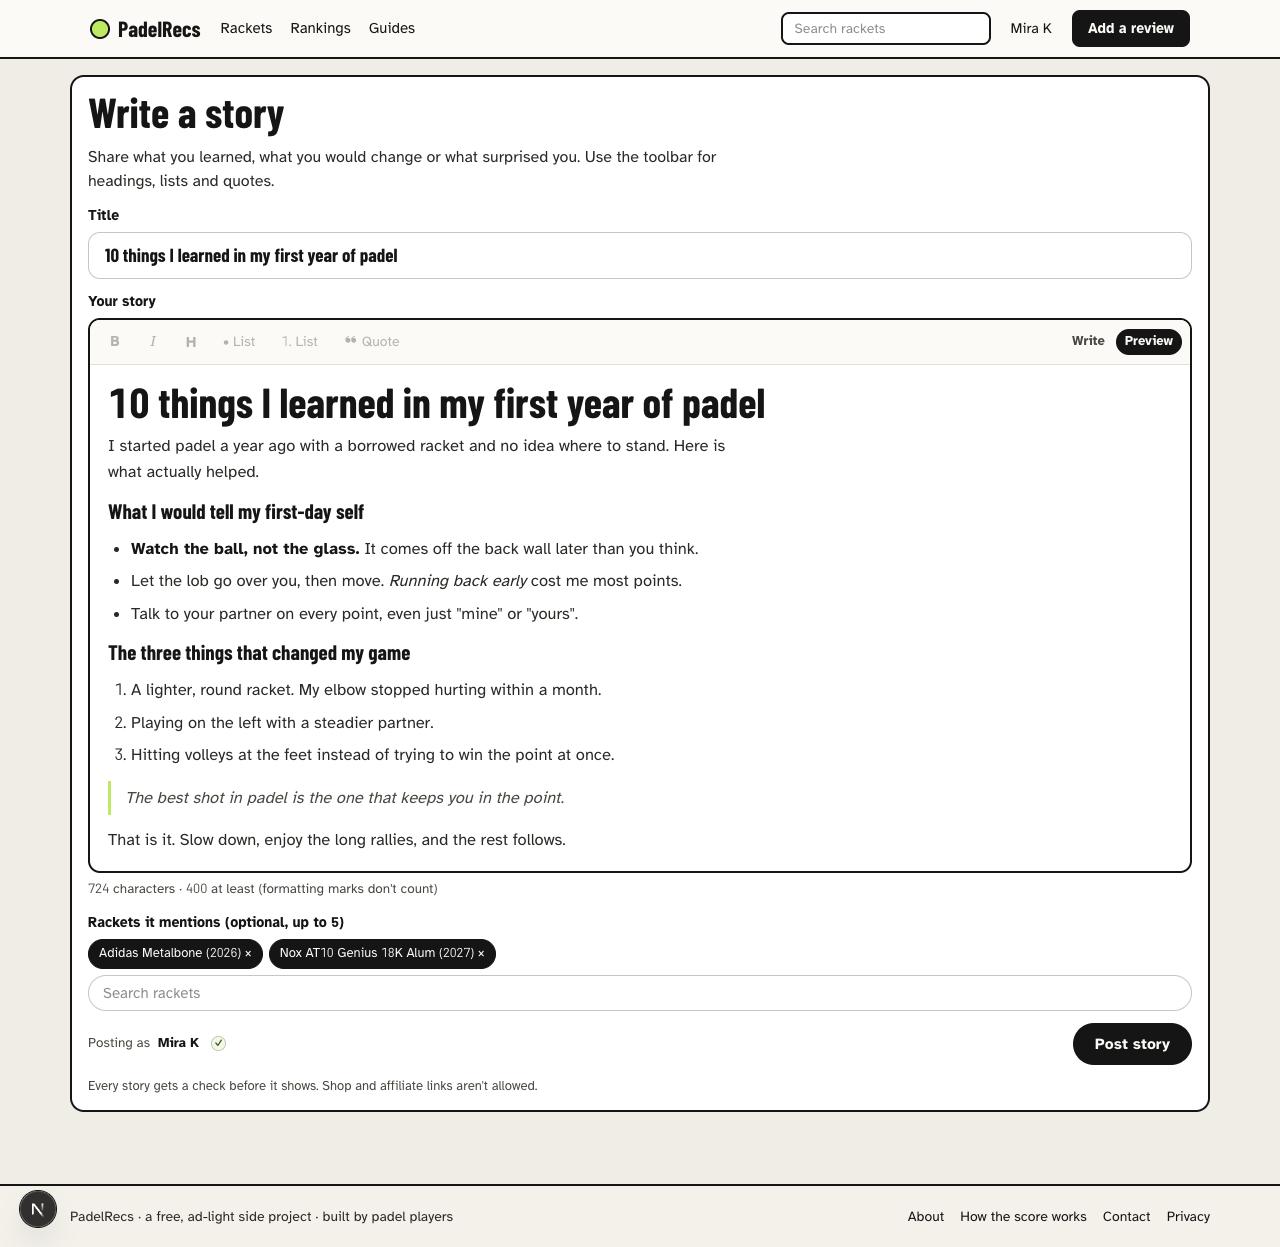 PadelRecs Rackets Rankings Guides Search rackets Mira K Add a review
Write a story
Share what you learned, what you would change or what surprised you. Use the toolbar for
headings, lists and quotes.
Title
10 things I learned in my first year of padel
Your story
B I H • List 1. List ❝ Quote Write Preview
10 things I learned in my first year of padel
I started padel a year ago with a borrowed racket and no idea where to stand. Here is
what actually helped.
What I would tell my first-day self
• Watch the ball, not the glass. It comes off the back wall later than you think.
• Let the lob go over you, then move. Running back early cost me most points.
• Talk to your partner on every point, even just "mine" or "yours".
The three things that changed my game
1. A lighter, round racket. My elbow stopped hurting within a month.
2. Playing on the left with a steadier partner.
3. Hitting volleys at the feet instead of trying to win the point at once.
The best shot in padel is the one that keeps you in the point.
That is it. Slow down, enjoy the long rallies, and the rest follows.
724 characters · 400 at least (formatting marks don't count)
Rackets it mentions (optional, up to 5)
Adidas Metalbone (2026) × Nox AT10 Genius 18K Alum (2027) ×
Search rackets
Posting as Mira K Post story
Every story gets a check before it shows. Shop and affiliate links aren't allowed.
N PadelRecs · a free, ad-light side project · built by padel players About How the score works Contact Privacy